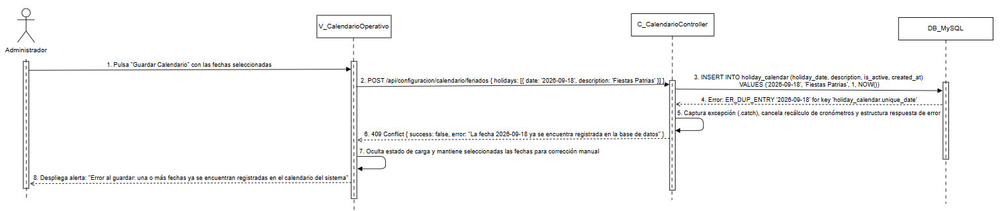 Administrador
V_CalendarioOperativo
C_CalendarioController
DB_MySQL
1. Pulsa "Guardar Calendario" con las fechas seleccionadas
2. POST /api/configuracion/calendario/feriados { holidays: [{ date: '2026-09-18', description: 'Fiestas Patrias' }] }
3. INSERT INTO holiday_calendar (holiday_date, description, is_active, created_at)
VALUES ('2026-09-18', 'Fiestas Patrias', 1, NOW())
4. Error: ER_DUP_ENTRY '2026-09-18' for key 'holiday_calendar.unique_date'
5. Captura excepción (.catch), cancela recálculo de cronómetros y estructura respuesta de error
6. 409 Conflict { success: false, error: "La fecha 2026-09-18 ya se encuentra registrada en la base de datos" }
7. Oculta estado de carga y mantiene seleccionadas las fechas para corrección manual
8. Despliega alerta: "Error al guardar: una o más fechas ya se encuentran registradas en el calendario del sistema"